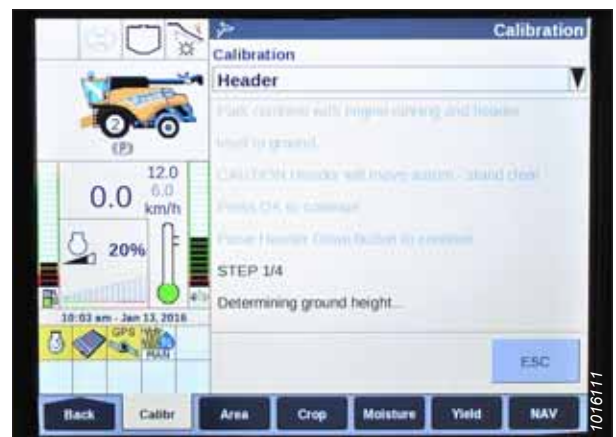 Calibration
Calibration
Header
Park combine with engine running and header
level to ground.
CAUTION Header will move autom - stand clear
Press OK to continue
Press Header Down button to continue
STEP 1/4
Determining ground height...
2
(P)
12.0
6.0
0.0
km/h
20%
10:03 am - Jan 13, 2016
GPS
MAN
ESC
Back
Calibr
Area
Crop
Moisture
Yield
NAV
1016111